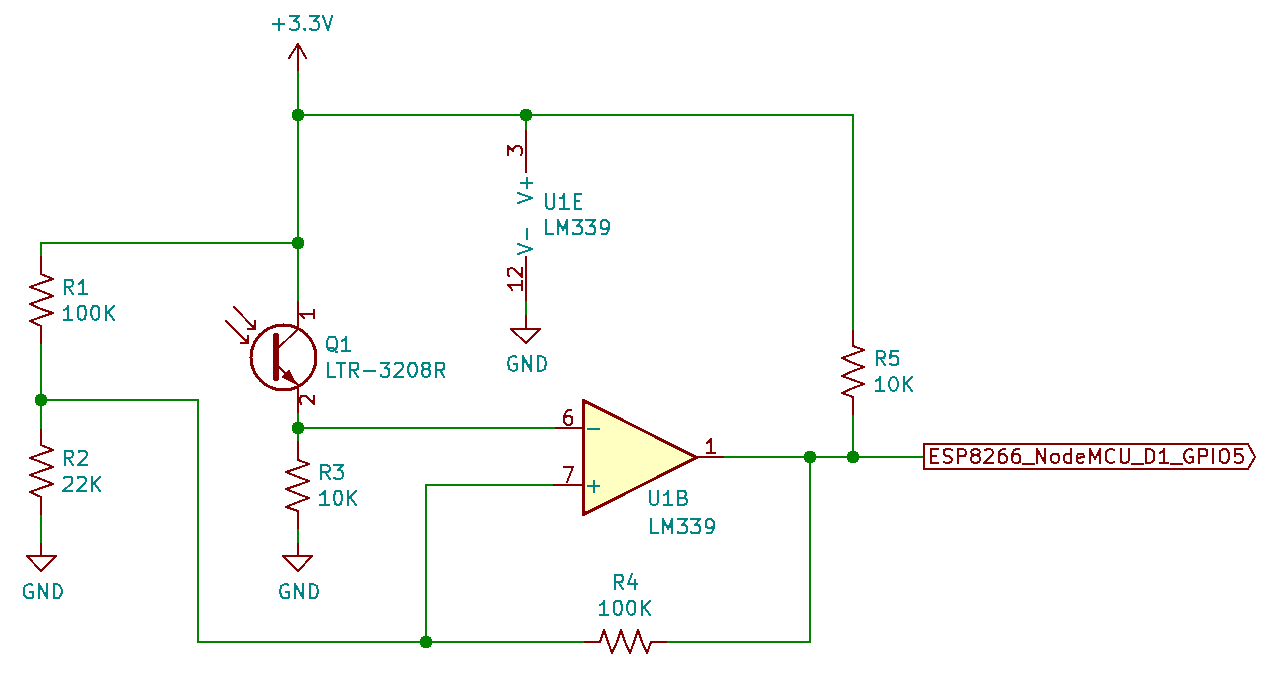 +3.3V
3
V+
U1E
LM339
V-
12
GND
R1
100K
1
Q1
LTR-3208R
2
R5
10K
6
-
7
+
1
U1B
LM339
ESP8266_NodeMCU_D1_GPIO5
R2
22K
R3
10K
GND
GND
R4
100K